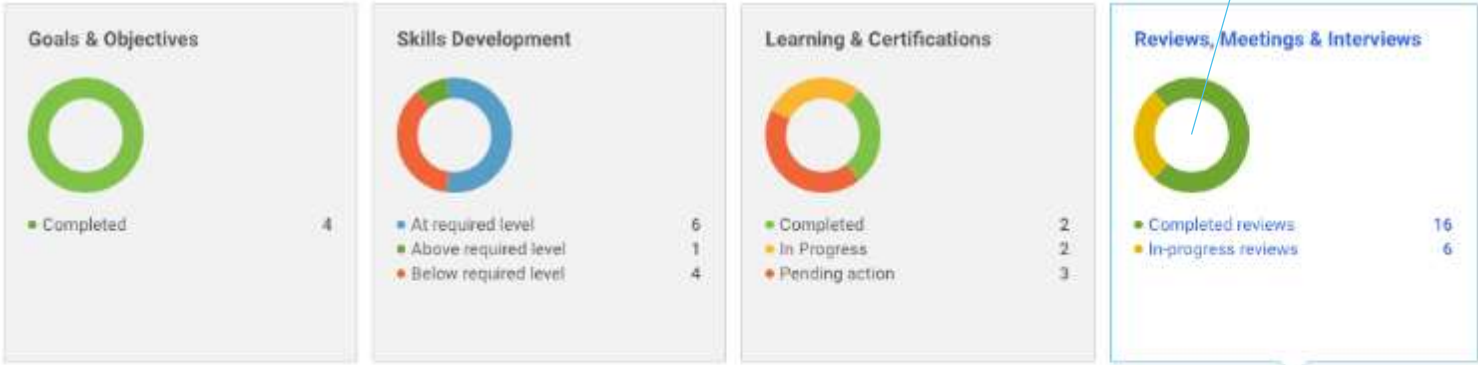 Goals & Objectives
Completed 4
Skills Development
At required level 6
Above required level 1
Below required level 4
Learning & Certifications
Completed 2
In Progress 2
Pending action 3
Reviews, Meetings & Interviews
Completed reviews 16
In-progress reviews 6